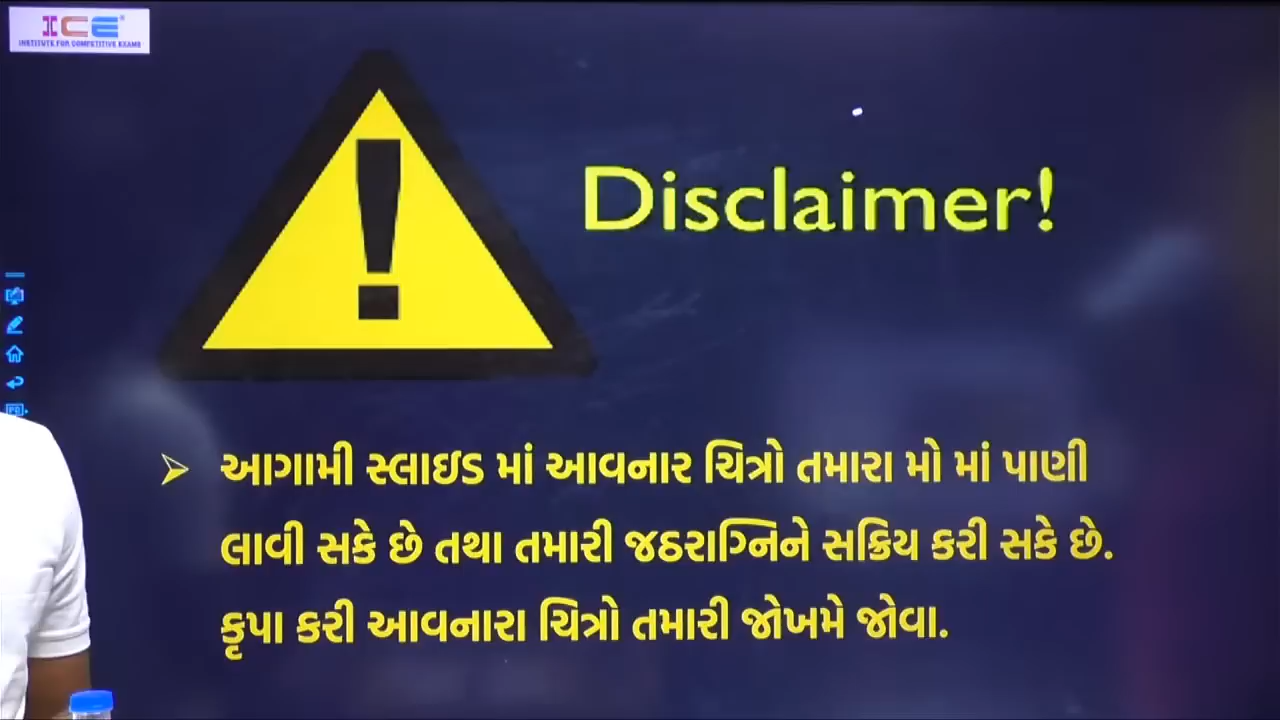 ICE
INSTITUTE FOR COMPETITIVE EXAMS
Disclaimer!
આગામી સ્લાઇડ માં આવનાર ચિત્રો તમારા મો માં પાણી
લાવી સકે છે તથા તમારી જઠરાગ્નિને સક્રિય કરી સકે છે.
કૃપા કરી આવનારા ચિત્રો તમારી જોખમે જોવા.